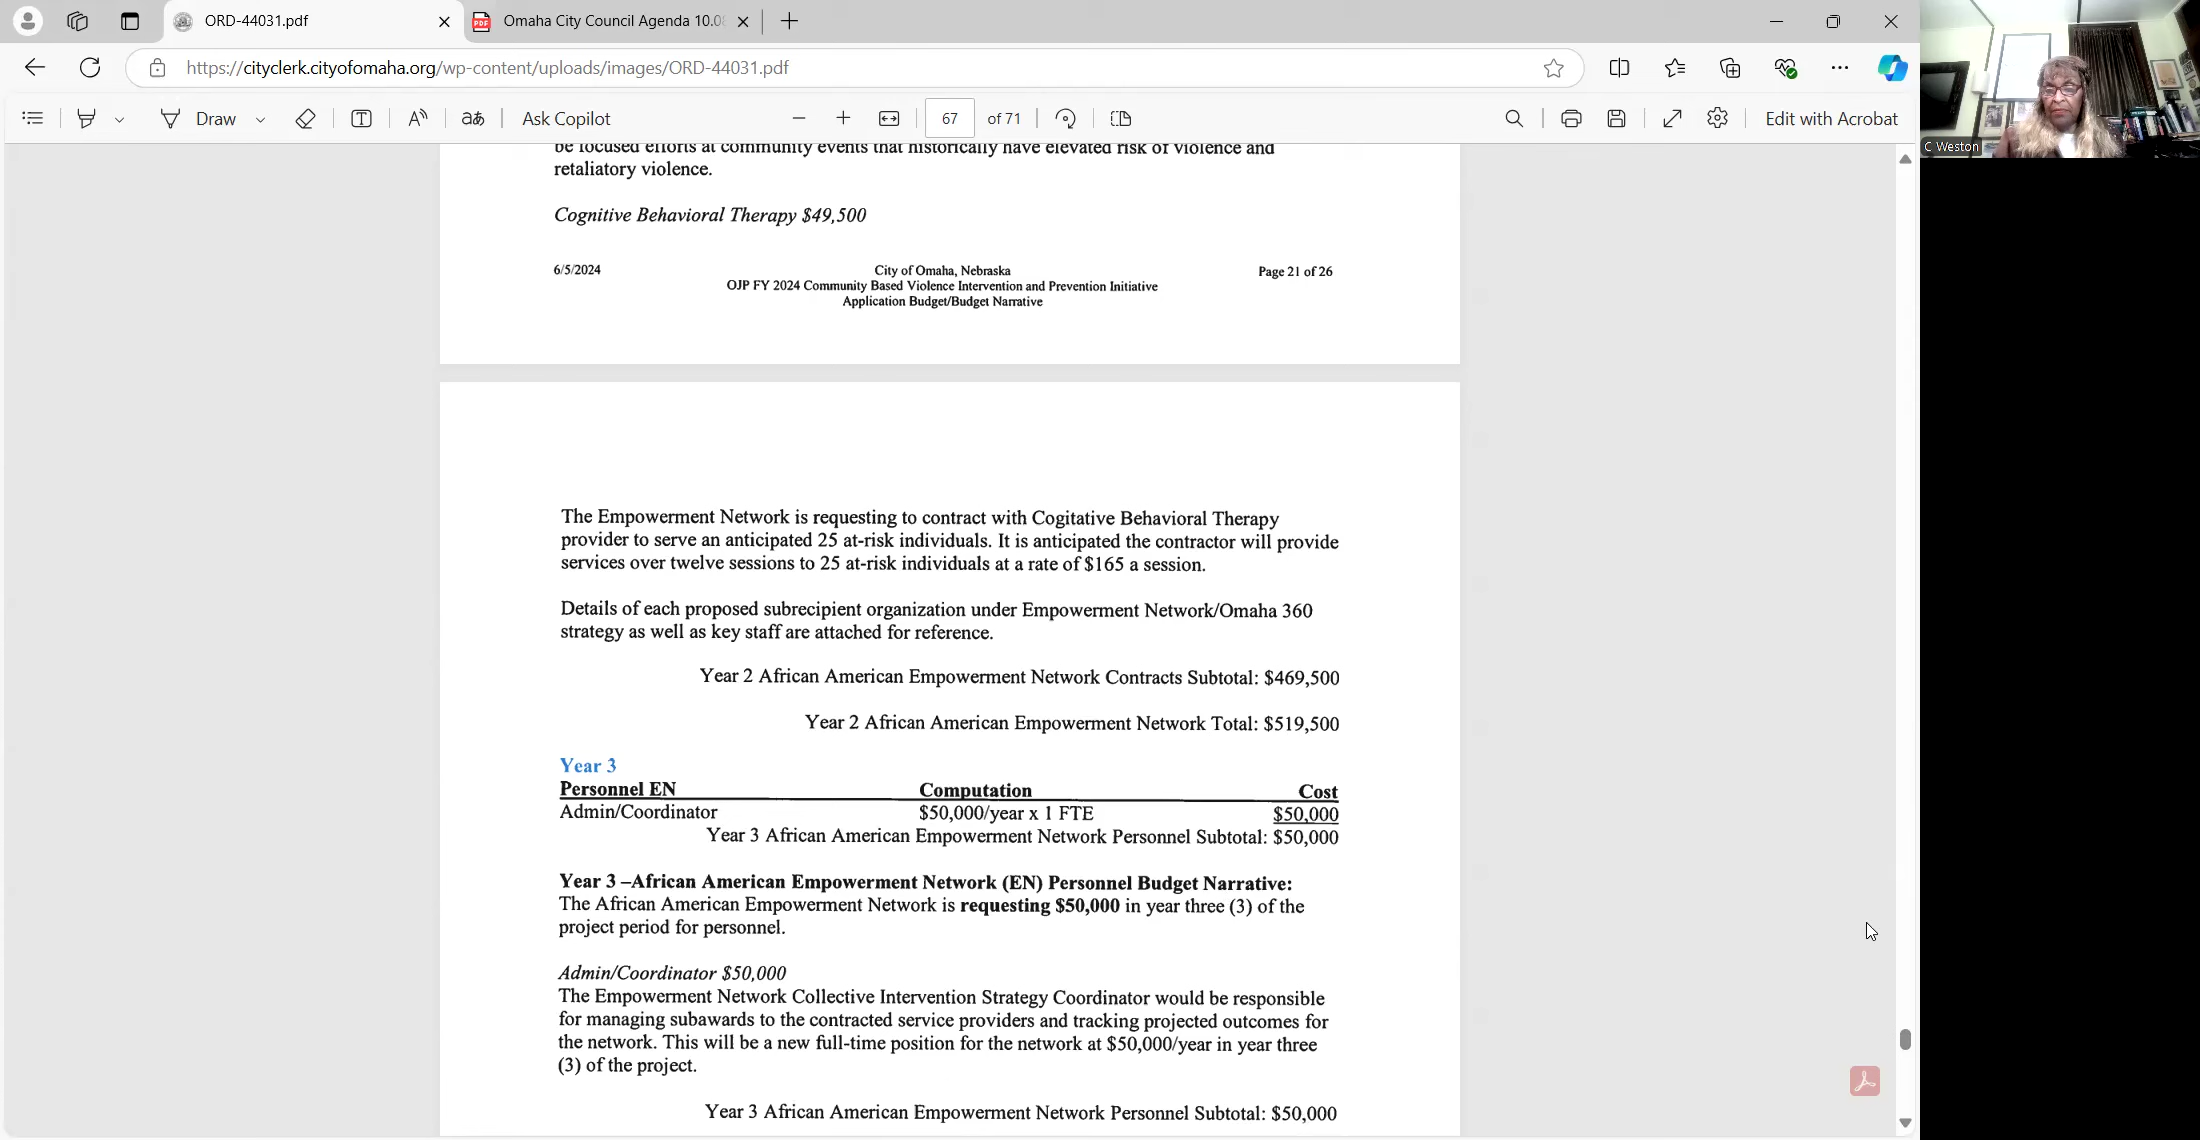 ORD-44031.pdf
Omaha City Council Agenda 10.08
https://cityclerk.cityofomaha.org/wp-content/uploads/images/ORD-44031.pdf
Draw
aあ
Ask Copilot
67 of 71
Edit with Acrobat
C Weston
be focused efforts at community events that historically have elevated risk of violence and
retaliatory violence.
Cognitive Behavioral Therapy $49,500
6/5/2024
City of Omaha, Nebraska
Page 21 of 26
OJP FY 2024 Community Based Violence Intervention and Prevention Initiative
Application Budget/Budget Narrative
The Empowerment Network is requesting to contract with Cogitative Behavioral Therapy
provider to serve an anticipated 25 at-risk individuals. It is anticipated the contractor will provide
services over twelve sessions to 25 at-risk individuals at a rate of $165 a session.
Details of each proposed subrecipient organization under Empowerment Network/Omaha 360
strategy as well as key staff are attached for reference.
Year 2 African American Empowerment Network Contracts Subtotal: $469,500
Year 2 African American Empowerment Network Total: $519,500
Year 3
Personnel EN Computation Cost
Admin/Coordinator $50,000/year x 1 FTE $50,000
Year 3 African American Empowerment Network Personnel Subtotal: $50,000
Year 3 –African American Empowerment Network (EN) Personnel Budget Narrative:
The African American Empowerment Network is requesting $50,000 in year three (3) of the
project period for personnel.
Admin/Coordinator $50,000
The Empowerment Network Collective Intervention Strategy Coordinator would be responsible
for managing subawards to the contracted service providers and tracking projected outcomes for
the network. This will be a new full-time position for the network at $50,000/year in year three
(3) of the project.
Year 3 African American Empowerment Network Personnel Subtotal: $50,000